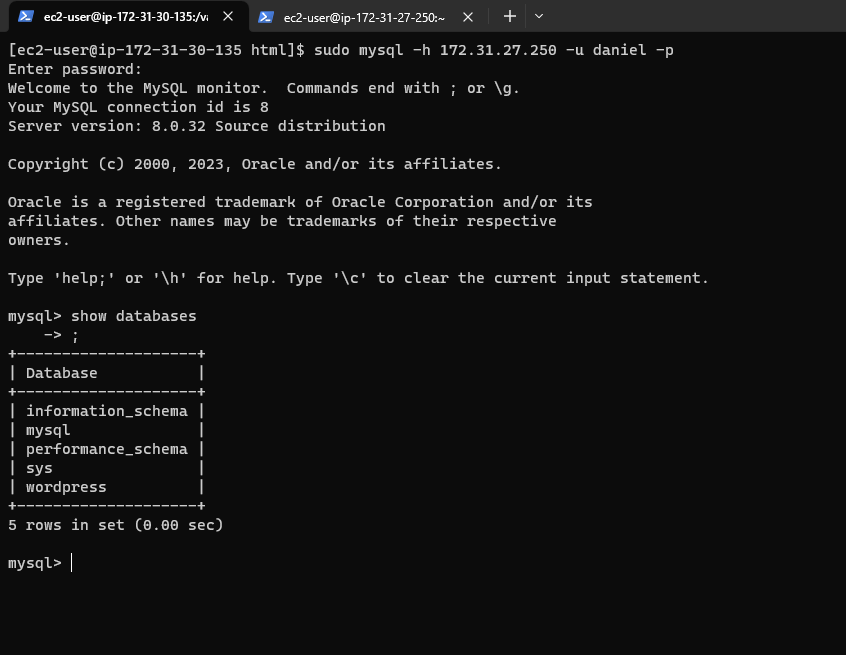 ec2-user@ip-172-31-30-135:/va
ec2-user@ip-172-31-27-250:~
[ec2-user@ip-172-31-30-135 html]$ sudo mysql -h 172.31.27.250 -u daniel -p
Enter password:
Welcome to the MySQL monitor.  Commands end with ; or \g.
Your MySQL connection id is 8
Server version: 8.0.32 Source distribution
Copyright (c) 2000, 2023, Oracle and/or its affiliates.
Oracle is a registered trademark of Oracle Corporation and/or its
affiliates. Other names may be trademarks of their respective
owners.
Type 'help;' or '\h' for help. Type '\c' to clear the current input statement.
mysql> show databases
    -> ;
+--------------------+
| Database           |
+--------------------+
| information_schema |
| mysql              |
| performance_schema |
| sys                |
| wordpress          |
+--------------------+
5 rows in set (0.00 sec)
mysql>